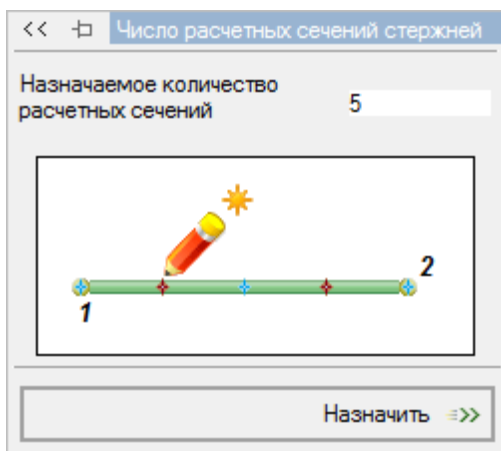 << Число расчетных сечений стержней
Назначаемое количество
расчетных сечений
5
2
1
Назначить >>